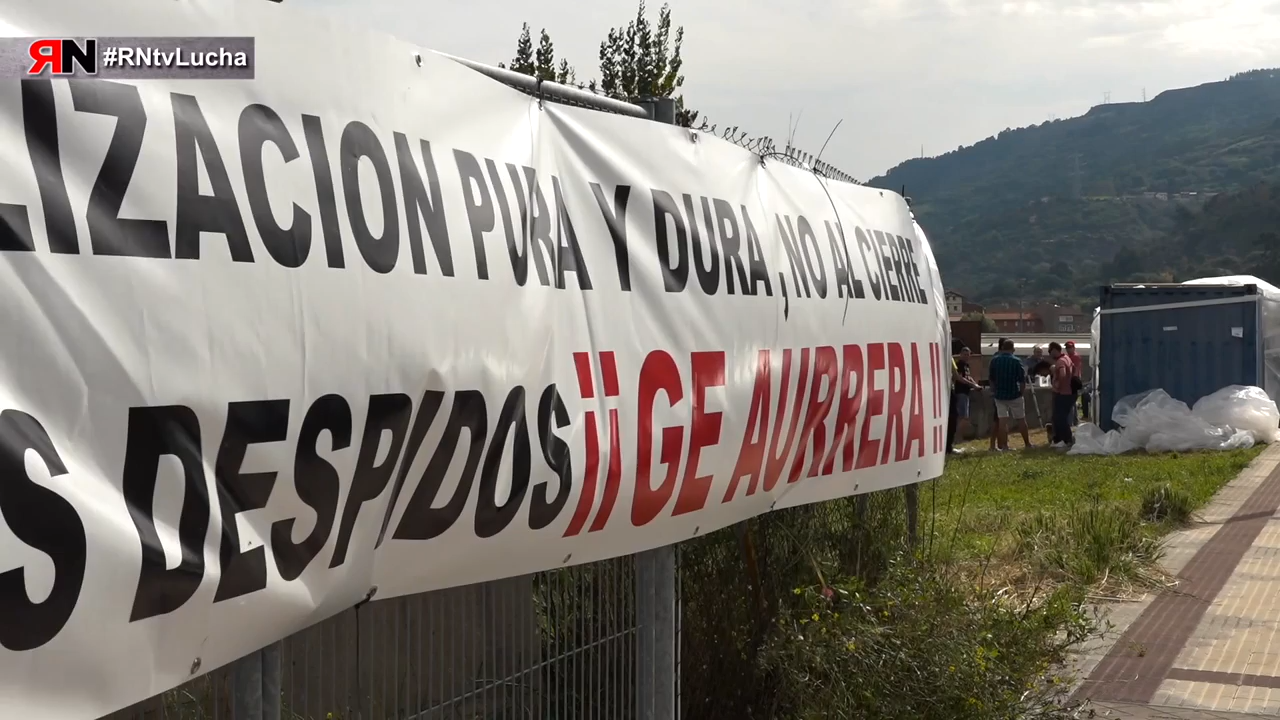 RN #RNtvLucha
LIZACION PURA Y DURA , NO AL CIERRE
S DESPIDOS ¡¡GE AURRERA !!